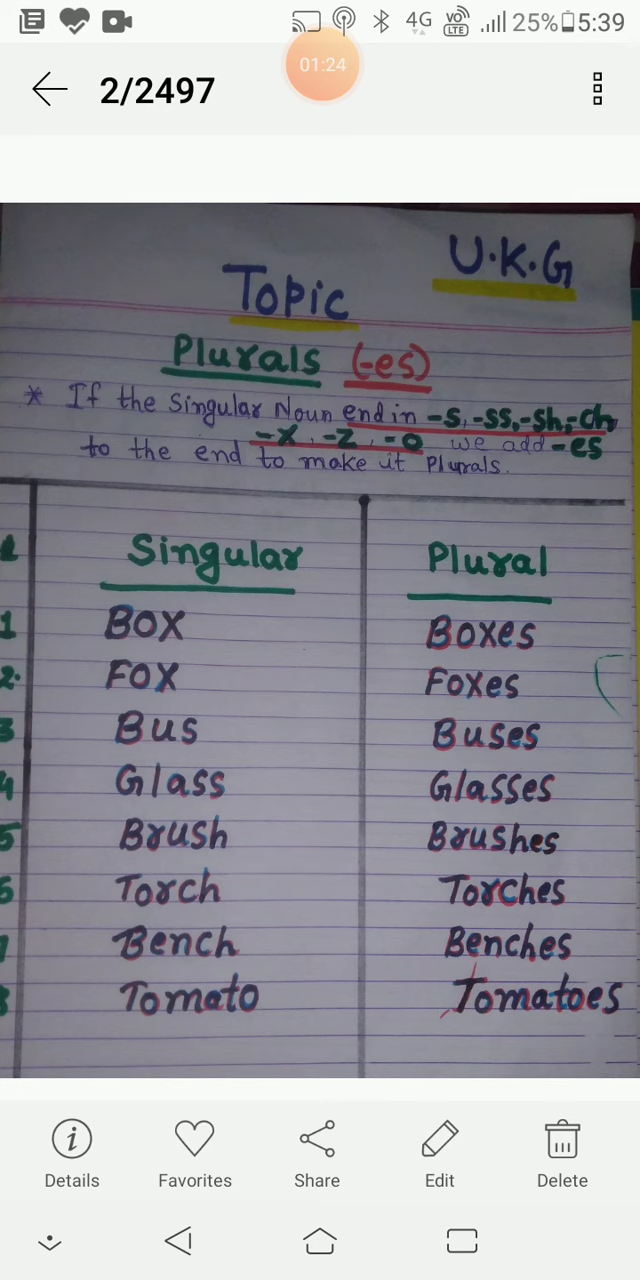 4G VO LTE 25% 5:39
01:24
2/2497
U.K.G
Topic
Plurals (-es)
* If the Singular Noun end in -s, -ss, -sh, -ch
-x, -z, -o we add -es
to the end to make it Plurals.
Singular Plural
1 BOX Boxes
2. FOX Foxes
3 Bus Buses
4 Glass Glasses
5 Brush Brushes
6 Torch Torches
7 Bench Benches
8 Tomato Tomatoes
Details Favorites Share Edit Delete